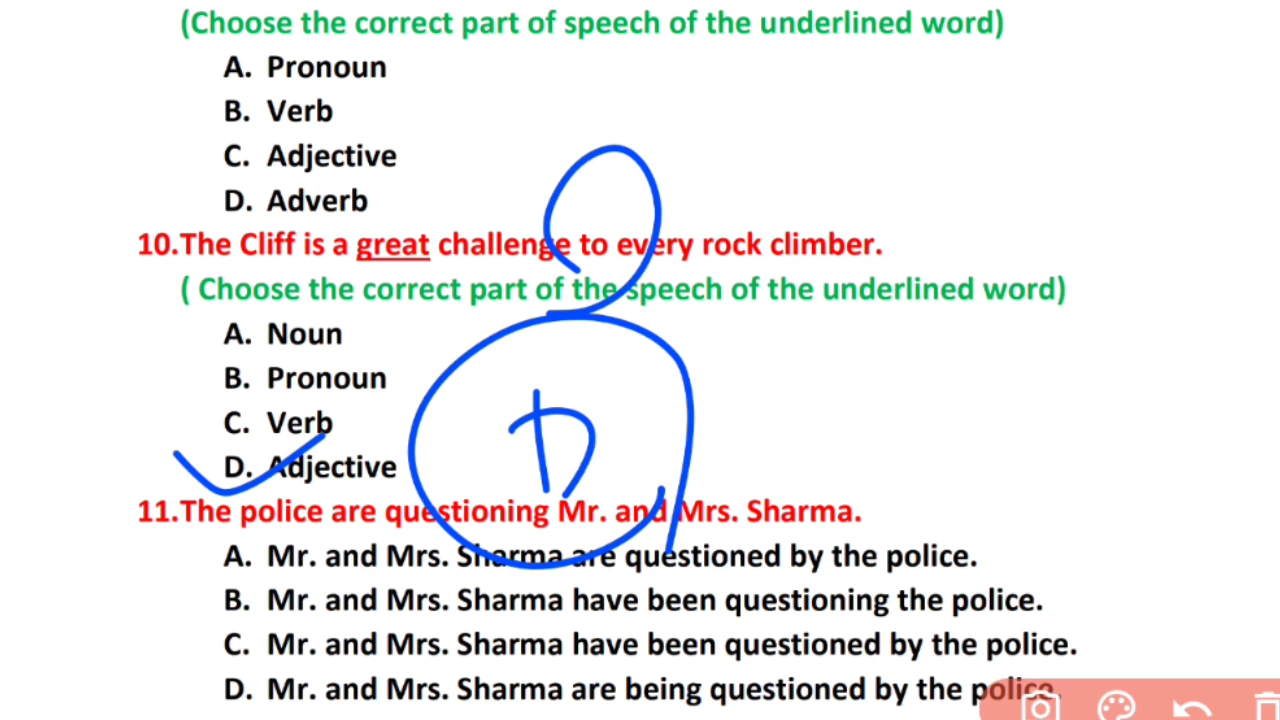 (Choose the correct part of speech of the underlined word)
A. Pronoun
B. Verb
C. Adjective
D. Adverb
10.The Cliff is a great challenge to every rock climber.
( Choose the correct part of the speech of the underlined word)
A. Noun
B. Pronoun
C. Verb
D. Adjective
11.The police are questioning Mr. and Mrs. Sharma.
A. Mr. and Mrs. Sharma are questioned by the police.
B. Mr. and Mrs. Sharma have been questioning the police.
C. Mr. and Mrs. Sharma have been questioned by the police.
D. Mr. and Mrs. Sharma are being questioned by the police.